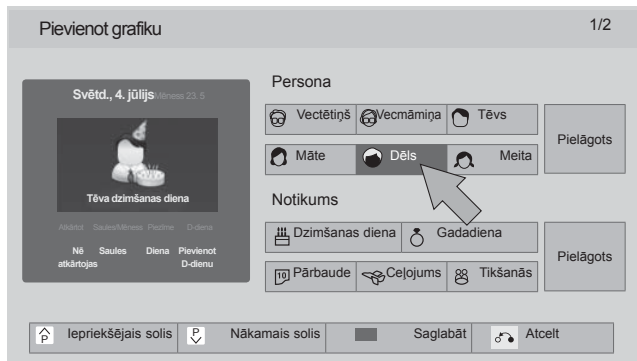 Pievienot grafiku 1/2
Svētd., 4. jūlijs Mēness 23. 5
Tēva dzimšanas diena
Atkārtot Saules/Mēness Piezīme D-diena
Nē atkārtojas Saules Diena Pievienot D-dienu
Persona
Vectētiņš Vecmāmiņa Tēvs
Māte Dēls Meita
Pielāgots
Notikums
Dzimšanas diena Gadadiena
10 Pārbaude Ceļojums Tikšanās
Pielāgots
P Iepriekšējais solis P Nākamais solis Saglabāt Atcelt